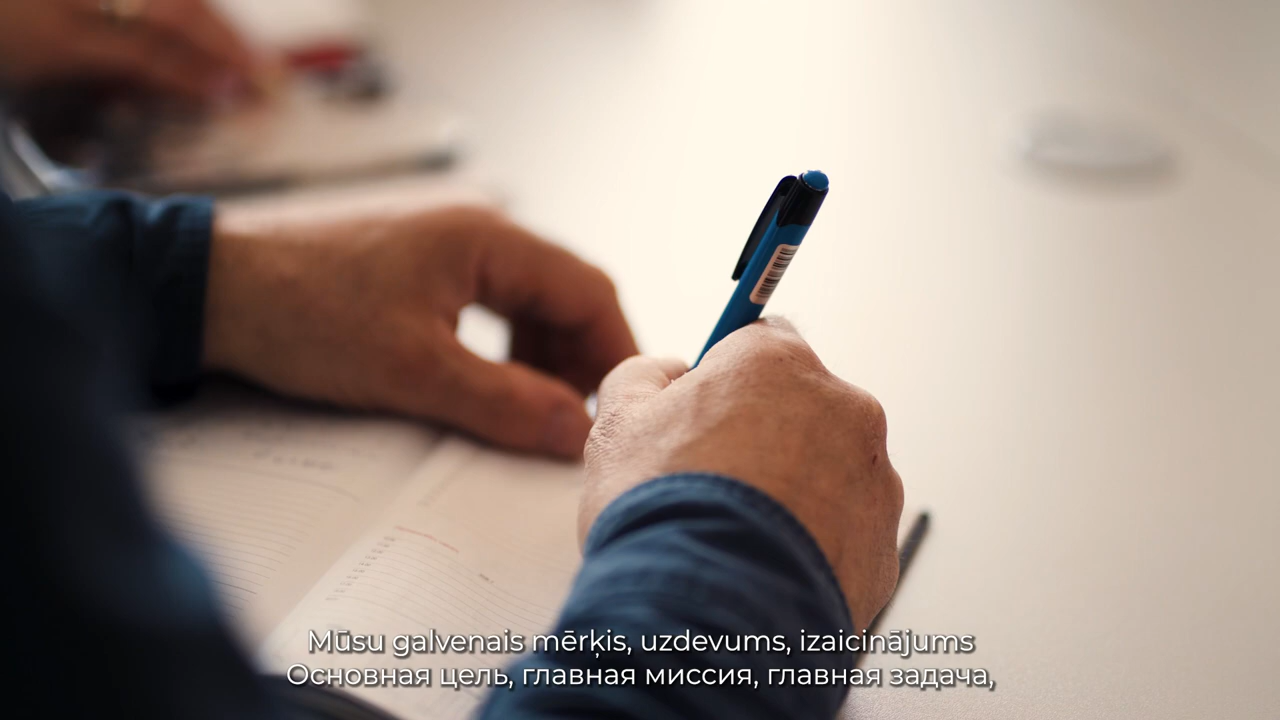 Mūsu galvenais mērķis, uzdevums, izaicinājums
Основная цель, главная миссия, главная задача,